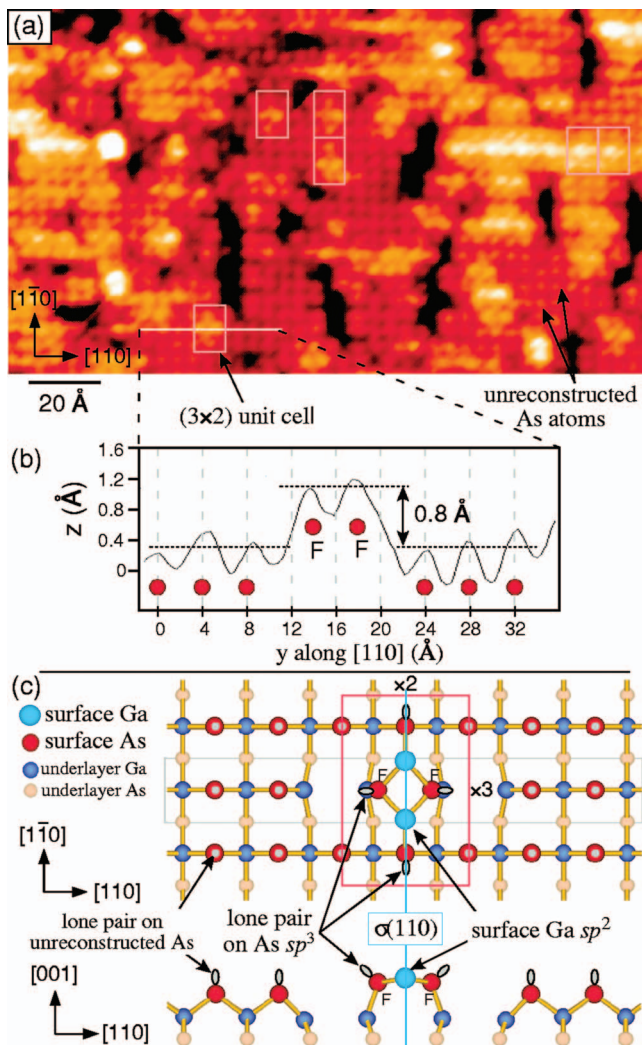 (a)
[11̄0]
[110]
20 Å
(3×2) unit cell
unreconstructed
As atoms
(b)
z (Å)
1.6
1.2
0.8
0.4
0
0.8 Å
F F
0 4 8 12 16 20 24 28 32
y along [110] (Å)
(c)
×2
surface Ga
surface As
underlayer Ga
underlayer As
F F
×3
[11̄0]
[110]
lone pair on
unreconstructed As
lone pair
on As sp³
σ(110)
surface Ga sp²
[001]
[110]
F F